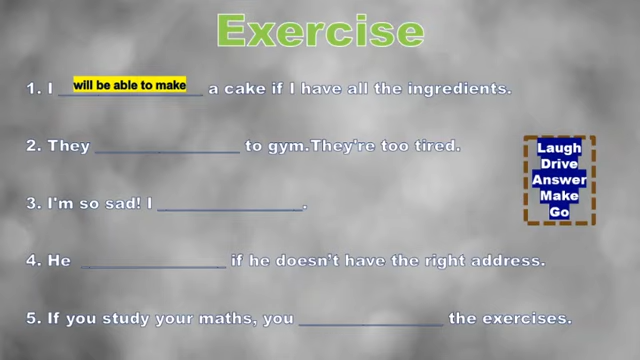 Exercise
1. I will be able to make a cake if I have all the ingredients.
2. They ________________ to gym.They're too tired.
Laugh
Drive
Answer
Make
Go
3. I'm so sad! I ________________.
4. He ________________ if he doesn’t have the right address.
5. If you study your maths, you ________________ the exercises.